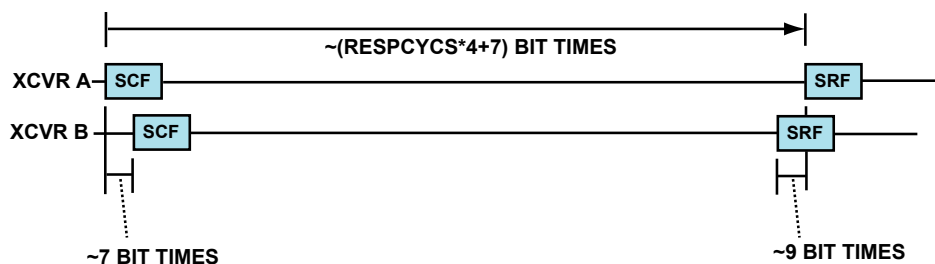 ~(RESPCYCS*4+7) BIT TIMES
XCVR A
SCF
SRF
XCVR B
SCF
SRF
~7 BIT TIMES
~9 BIT TIMES